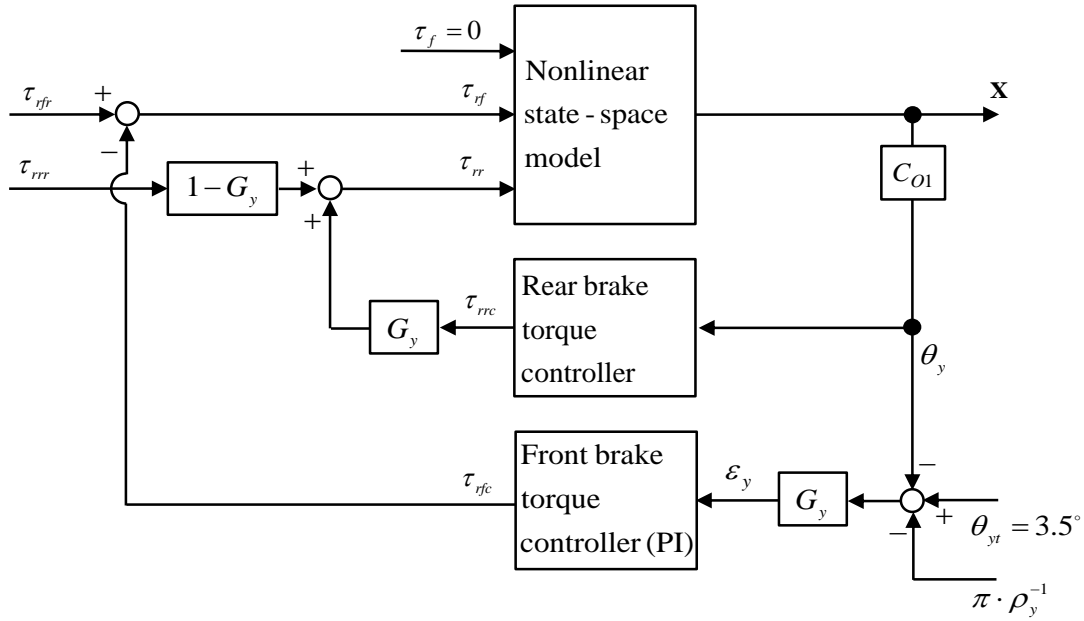 τ_f = 0
Nonlinear
state - space
model
x
τ_rfr
+
τ_rf
−
τ_rrr
1 − G_y
+
+
τ_rr
C_O1
Rear brake
torque
controller
τ_rrc
G_y
θ_y
Front brake
torque
controller (PI)
τ_rfc
ε_y
G_y
−
+
−
θ_yt = 3.5°
π · ρ_y^-1